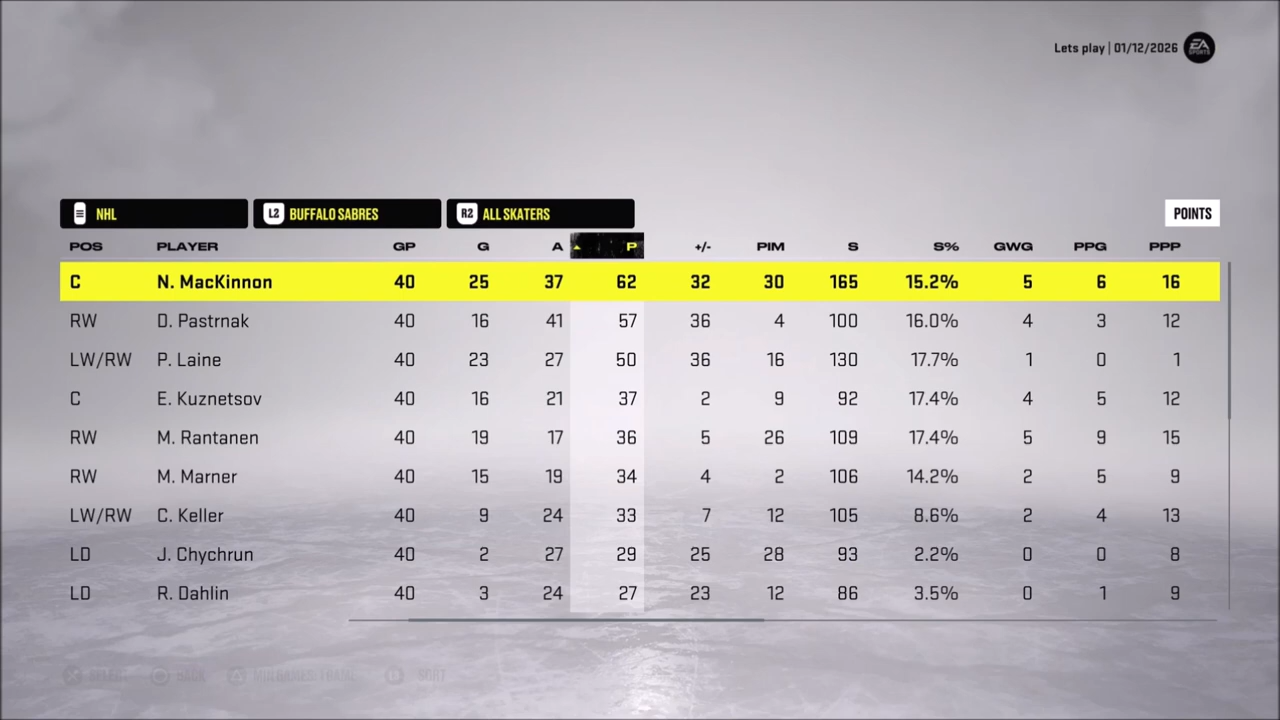 Lets play | 01/12/2026 EA SPORTS
NHL L2 BUFFALO SABRES R2 ALL SKATERS POINTS
POS PLAYER GP G A P +/- PIM S S% GWG PPG PPP
C N. MacKinnon 40 25 37 62 32 30 165 15.2% 5 6 16
RW D. Pastrnak 40 16 41 57 36 4 100 16.0% 4 3 12
LW/RW P. Laine 40 23 27 50 36 16 130 17.7% 1 0 1
C E. Kuznetsov 40 16 21 37 2 9 92 17.4% 4 5 12
RW M. Rantanen 40 19 17 36 5 26 109 17.4% 5 9 15
RW M. Marner 40 15 19 34 4 2 106 14.2% 2 5 9
LW/RW C. Keller 40 9 24 33 7 12 105 8.6% 2 4 13
LD J. Chychrun 40 2 27 29 25 28 93 2.2% 0 0 8
LD R. Dahlin 40 3 24 27 23 12 86 3.5% 0 1 9
SELECT BACK SORT